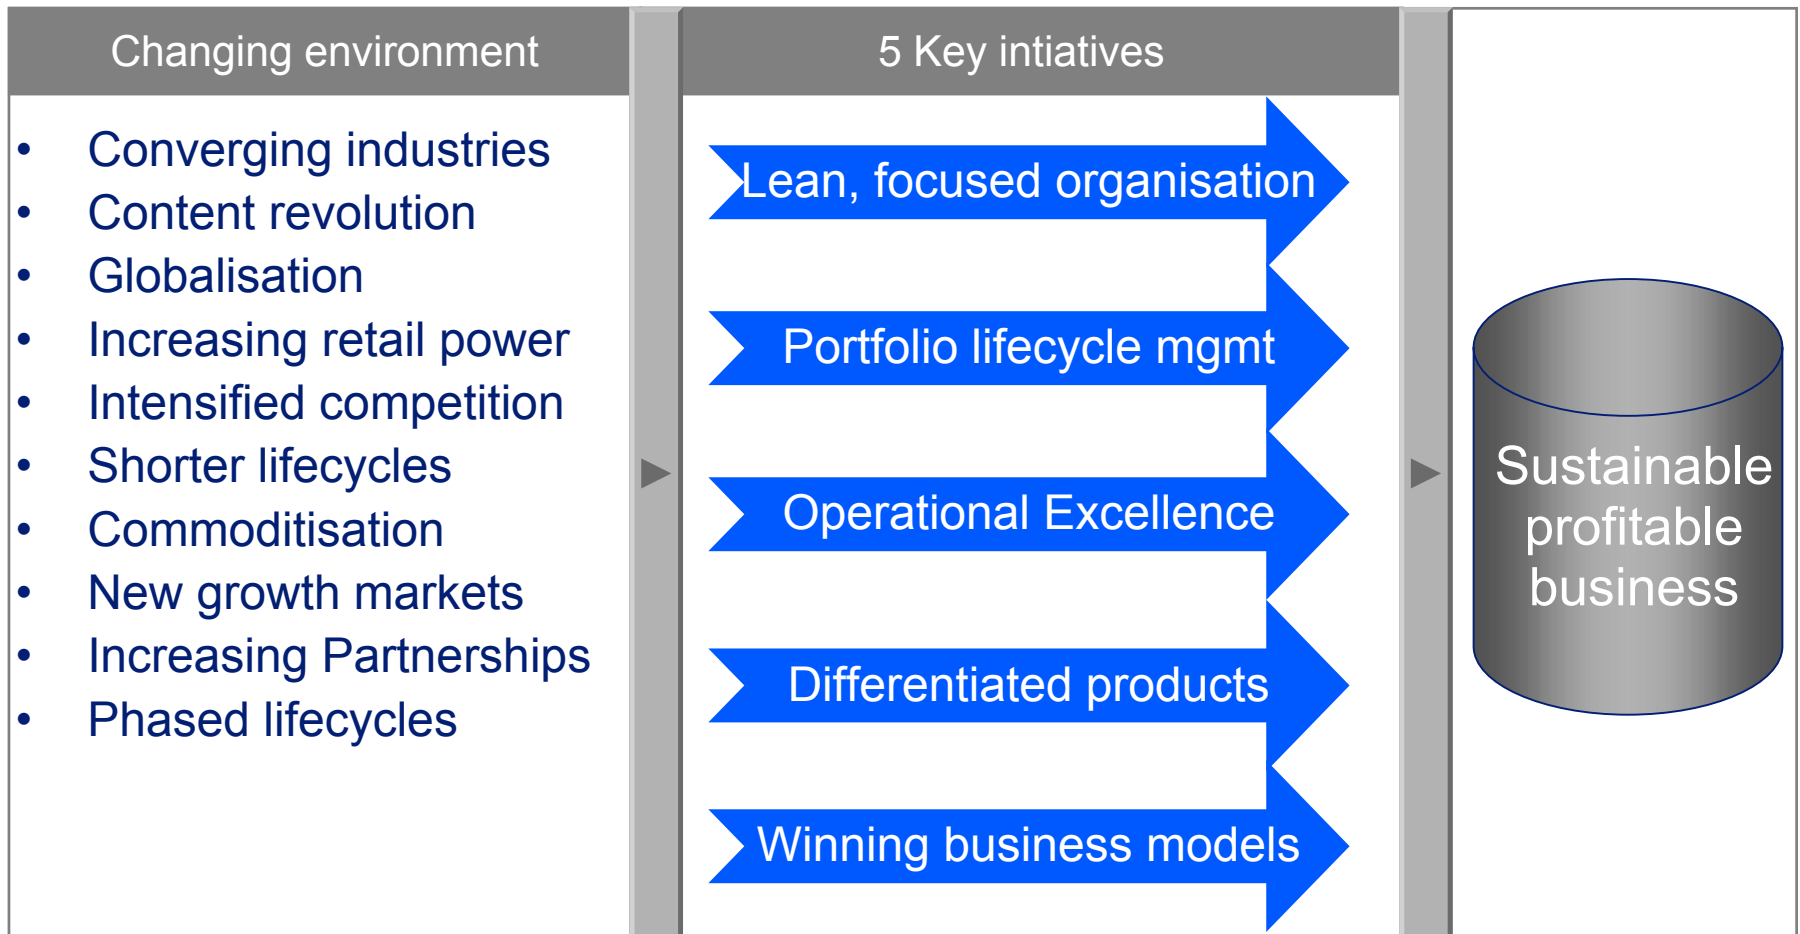 Changing environment
• Converging industries
• Content revolution
• Globalisation
• Increasing retail power
• Intensified competition
• Shorter lifecycles
• Commoditisation
• New growth markets
• Increasing Partnerships
• Phased lifecycles
5 Key intiatives
Lean, focused organisation
Portfolio lifecycle mgmt
Operational Excellence
Differentiated products
Winning business models
Sustainable
profitable
business